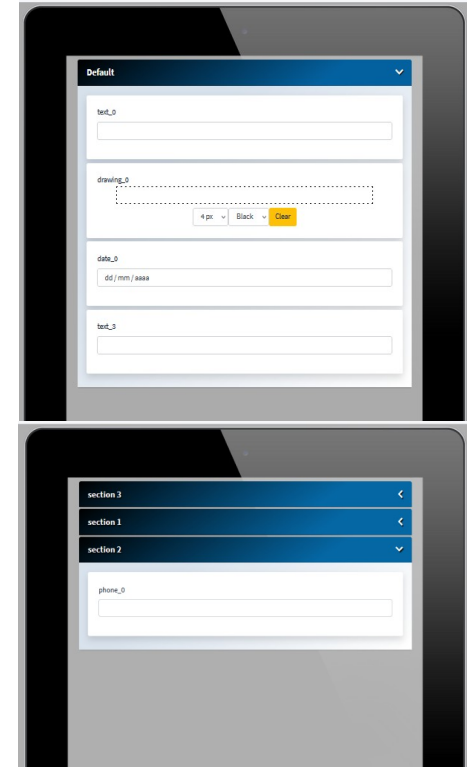 Default
text_0
drawing_0
4 px Black Clear
date_0
dd / mm / aaaa
text_3
section 3
section 1
section 2
phone_0